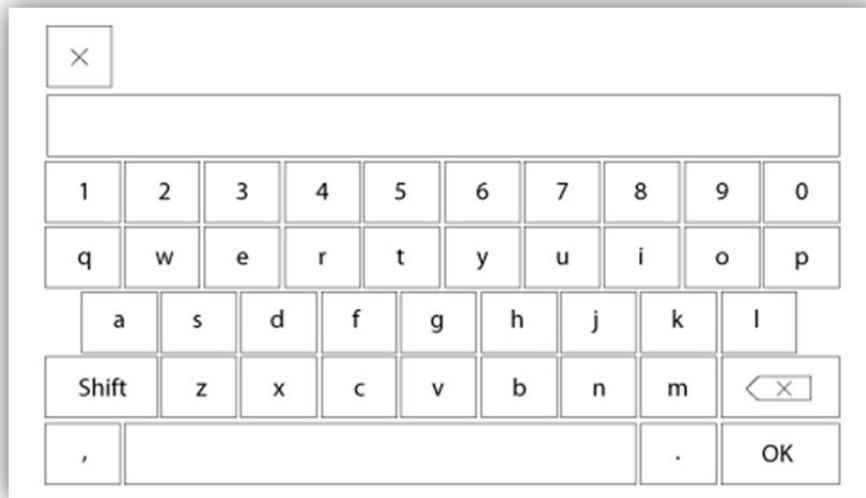 1 2 3 4 5 6 7 8 9 0
q w e r t y u i o p
a s d f g h j k l
Shift z x c v b n m
, . OK